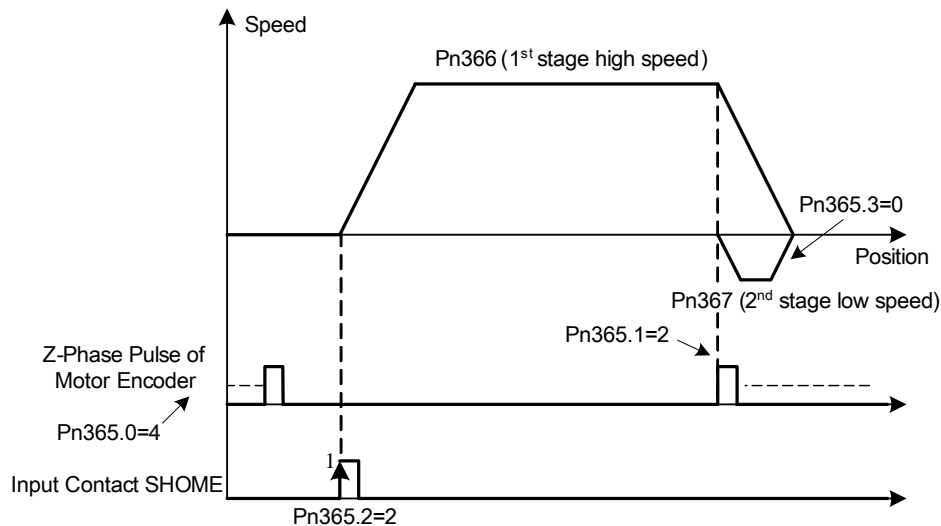 Speed
Pn366 (1st stage high speed)
Pn365.3=0
Position
Pn367 (2nd stage low speed)
Pn365.1=2
Z-Phase Pulse of
Motor Encoder
Pn365.0=4
1
Input Contact SHOME
Pn365.2=2